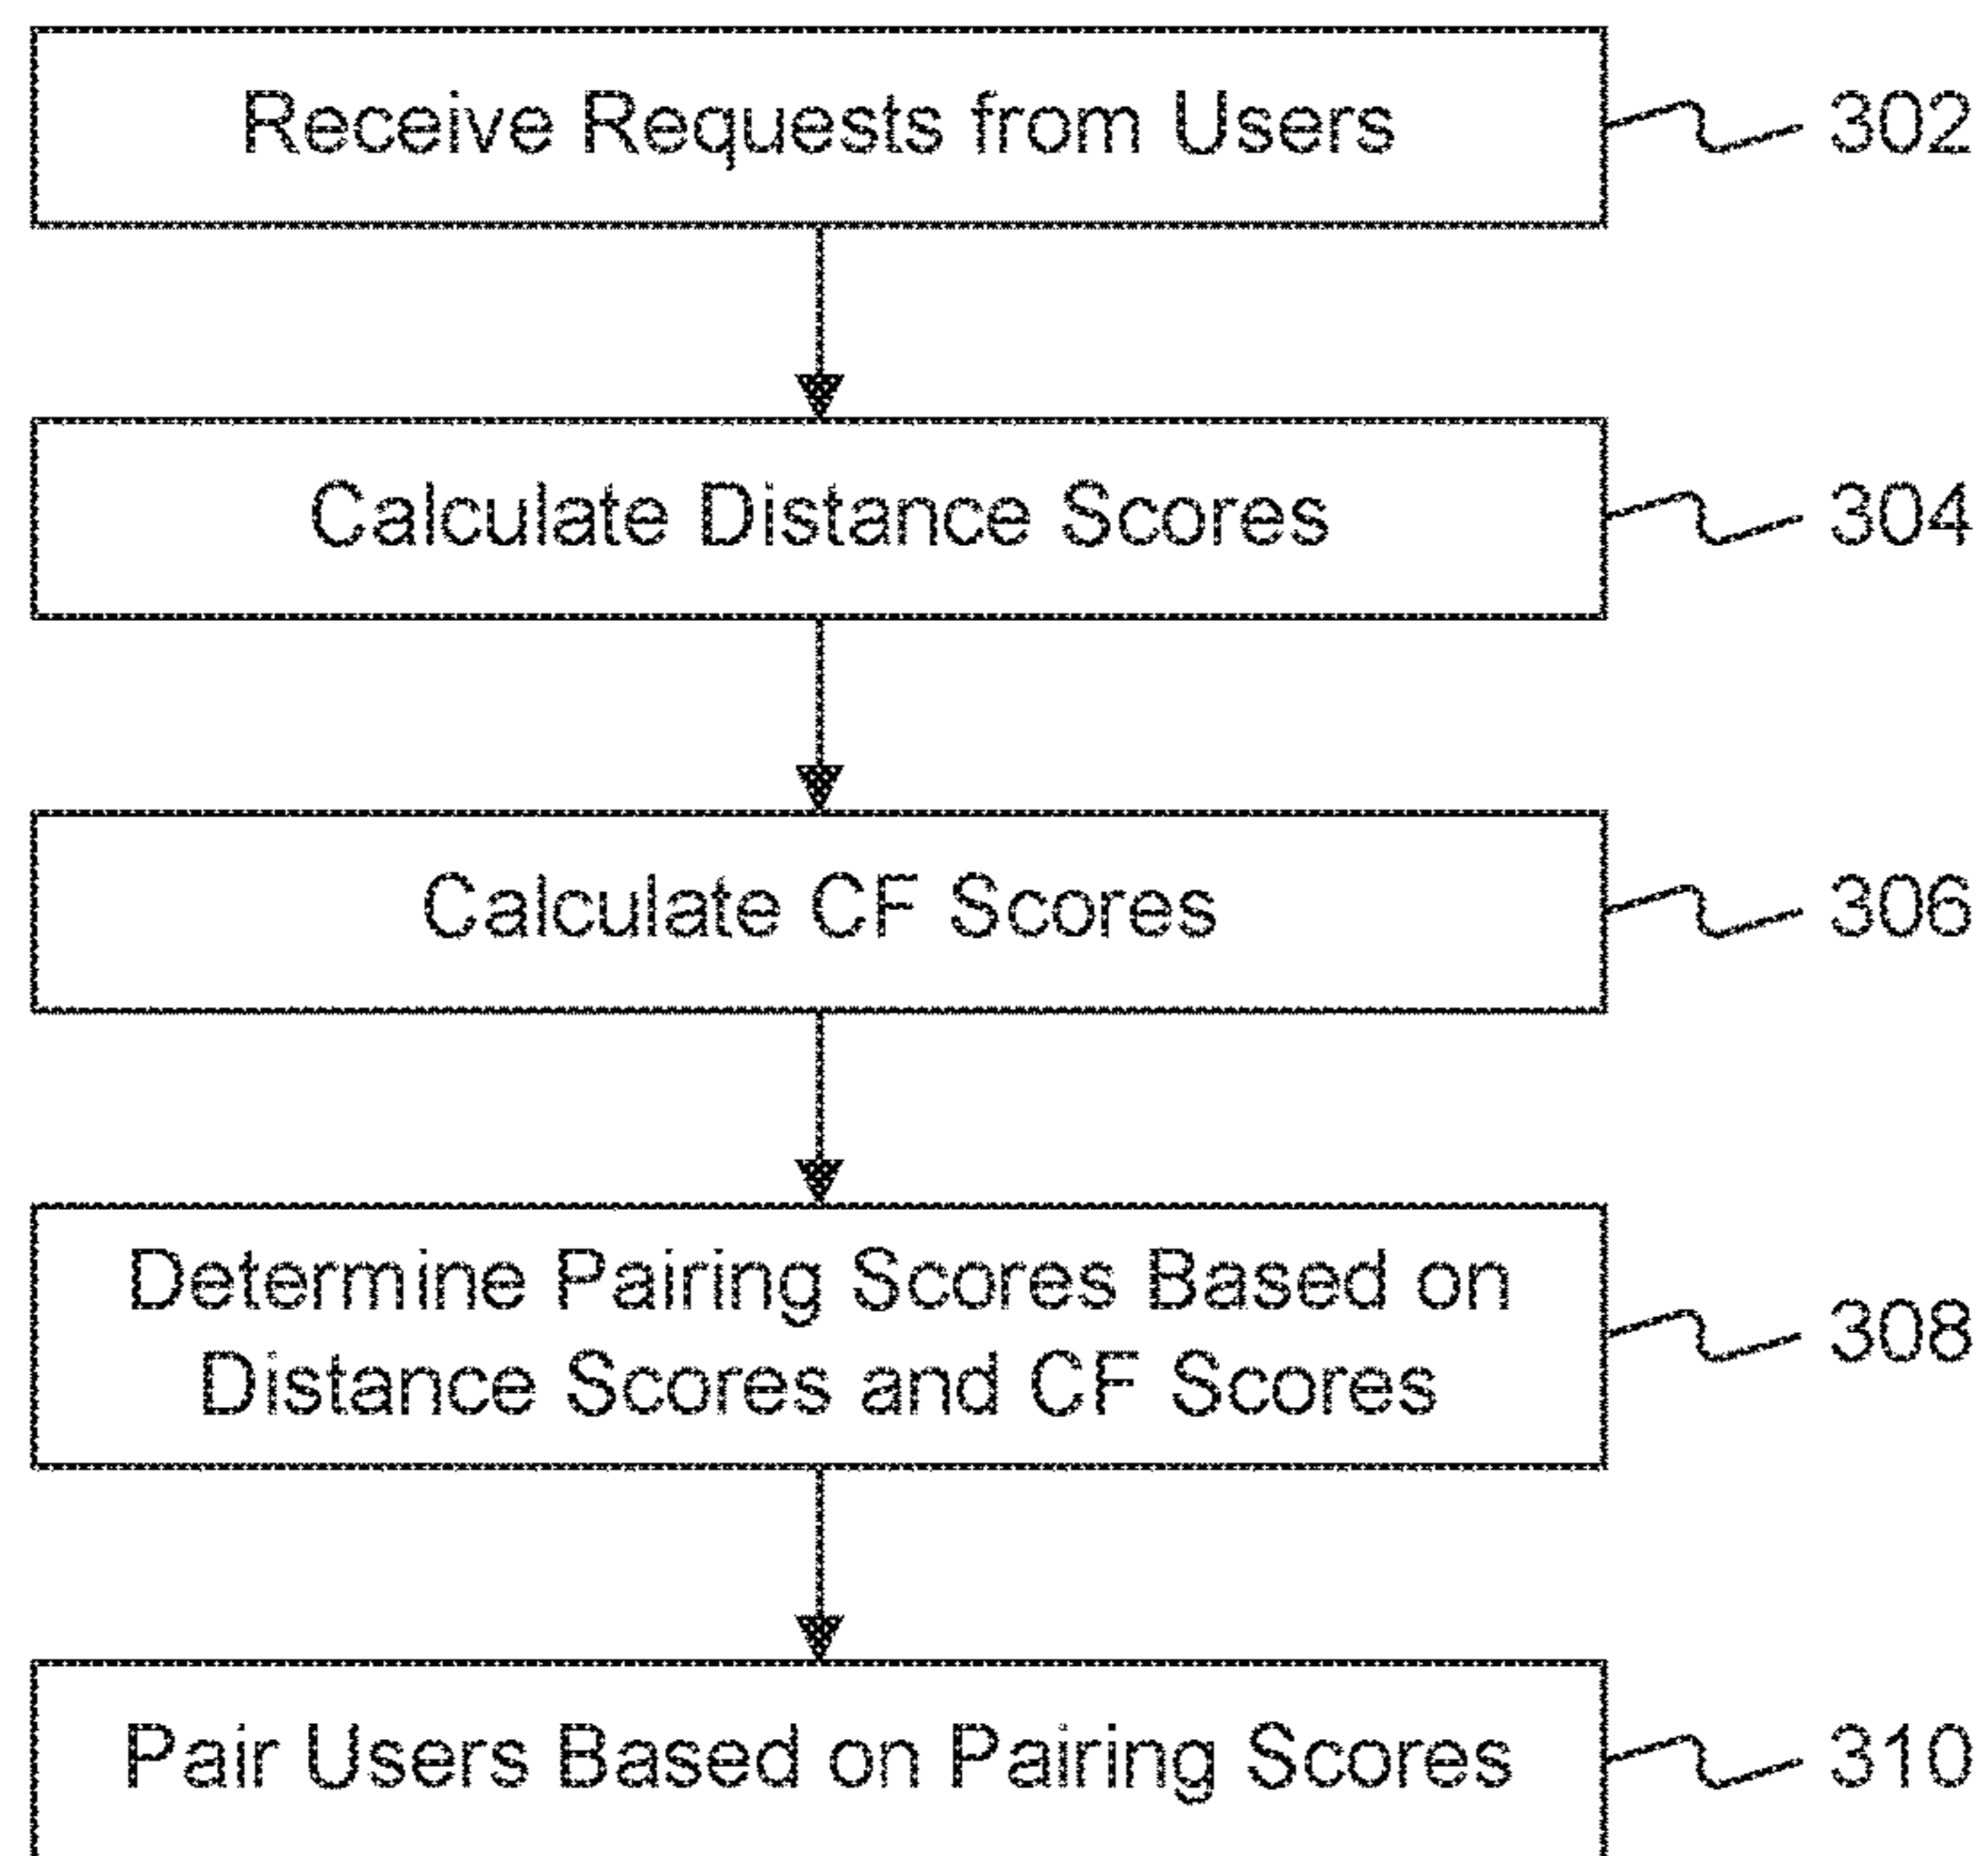 Receive Requests from Users
302
Calculate Distance Scores
304
Calculate CF Scores
306
Determine Pairing Scores Based on
Distance Scores and CF Scores
308
Pair Users Based on Pairing Scores
310